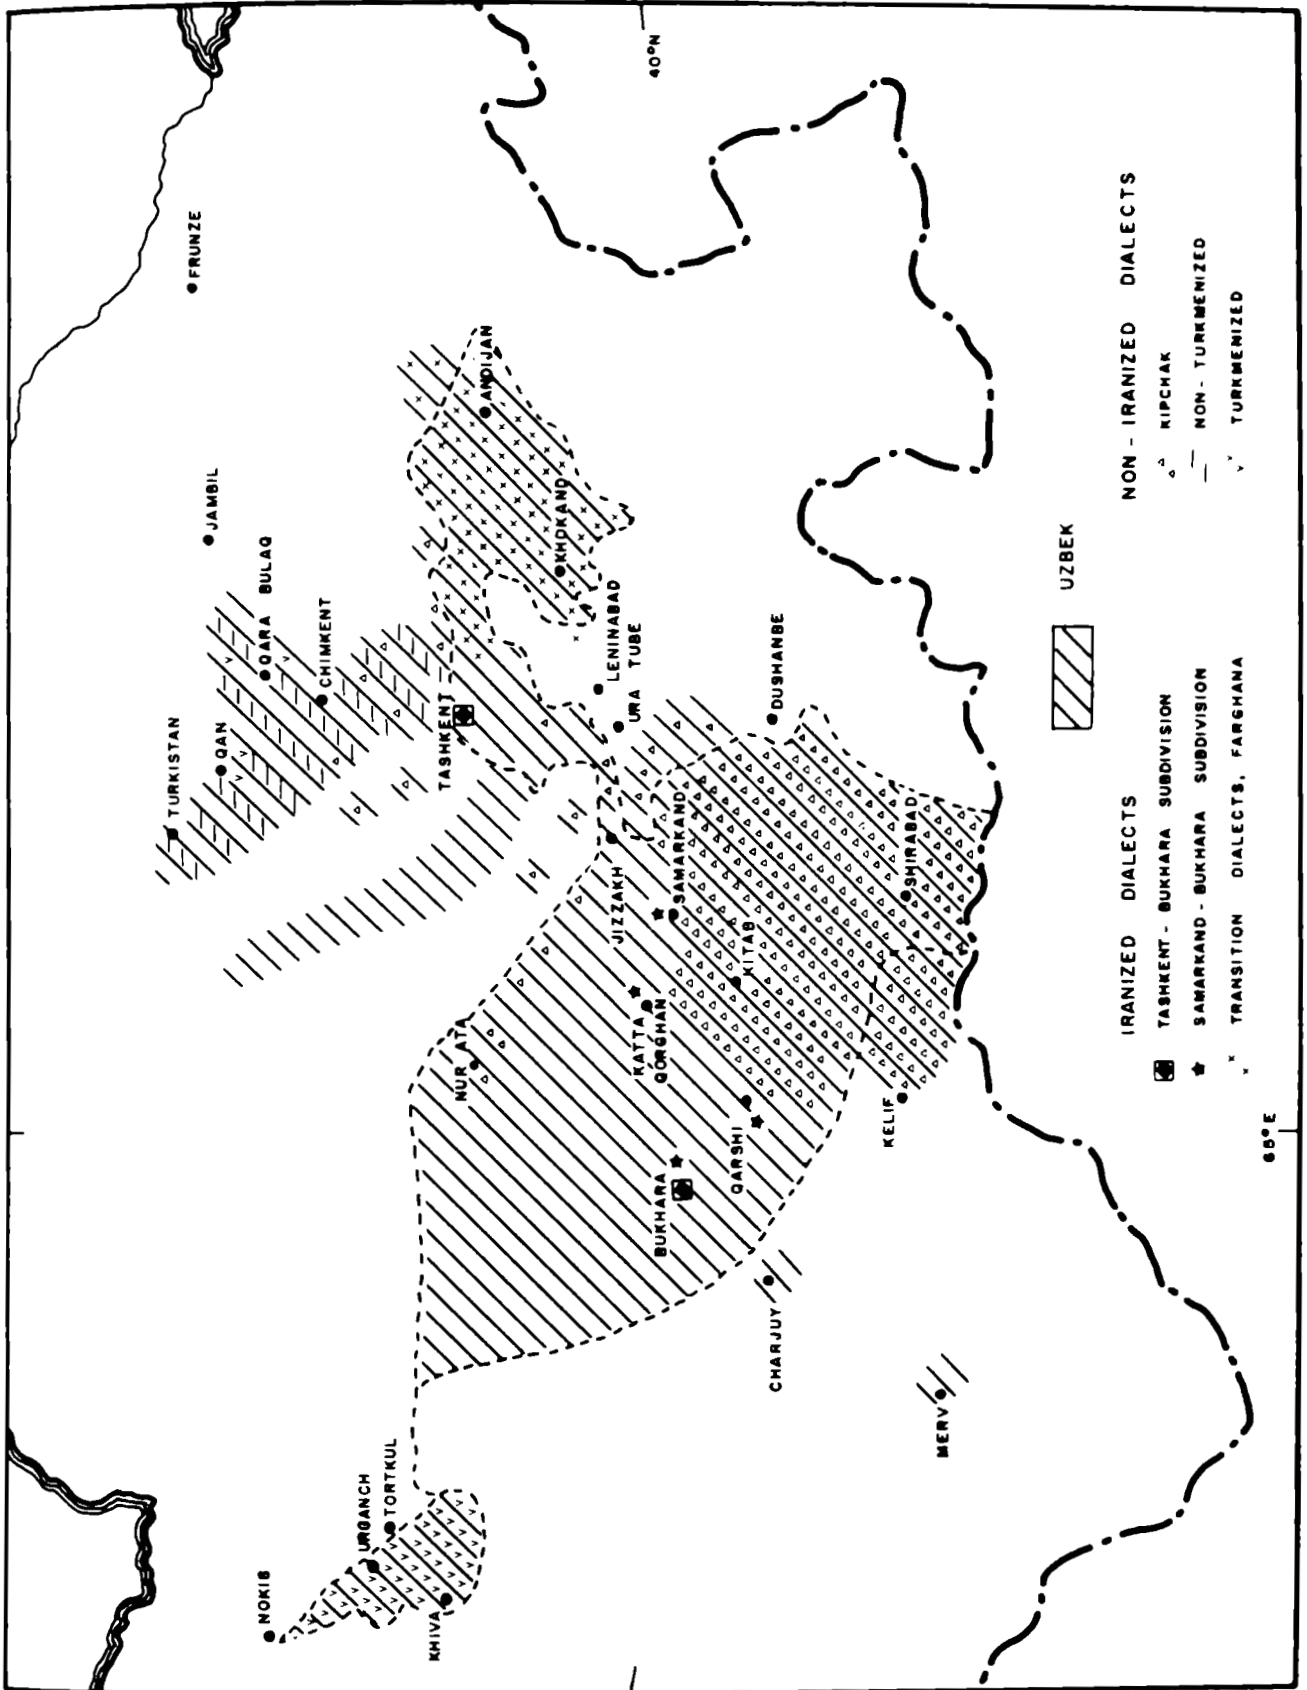 TURKISTAN
FRUNZE
JAMBIL
QAN
NOKIS
QARA BULAQ
CHIMKENT
URGANCH
TORTKUL
KHIVA
TASHKENT
NUR ATA
ANDIJAN
KHOKAND
LENINABAD
JIZZAKH
URA TUBE
KATTA
QORGHAN
40°N
BUKHARA
SAMARKAND
QARSHI
KITAB
CHARJUY
DUSHANBE
KELIF
SHIRABAD
MERV
UZBEK
IRANIZED DIALECTS
TASHKENT - BUKHARA SUBDIVISION
SAMARKAND - BUKHARA SUBDIVISION
TRANSITION DIALECTS, FARGHANA
NON - IRANIZED DIALECTS
KIPCHAK
NON - TURKMENIZED
TURKMENIZED
65° E